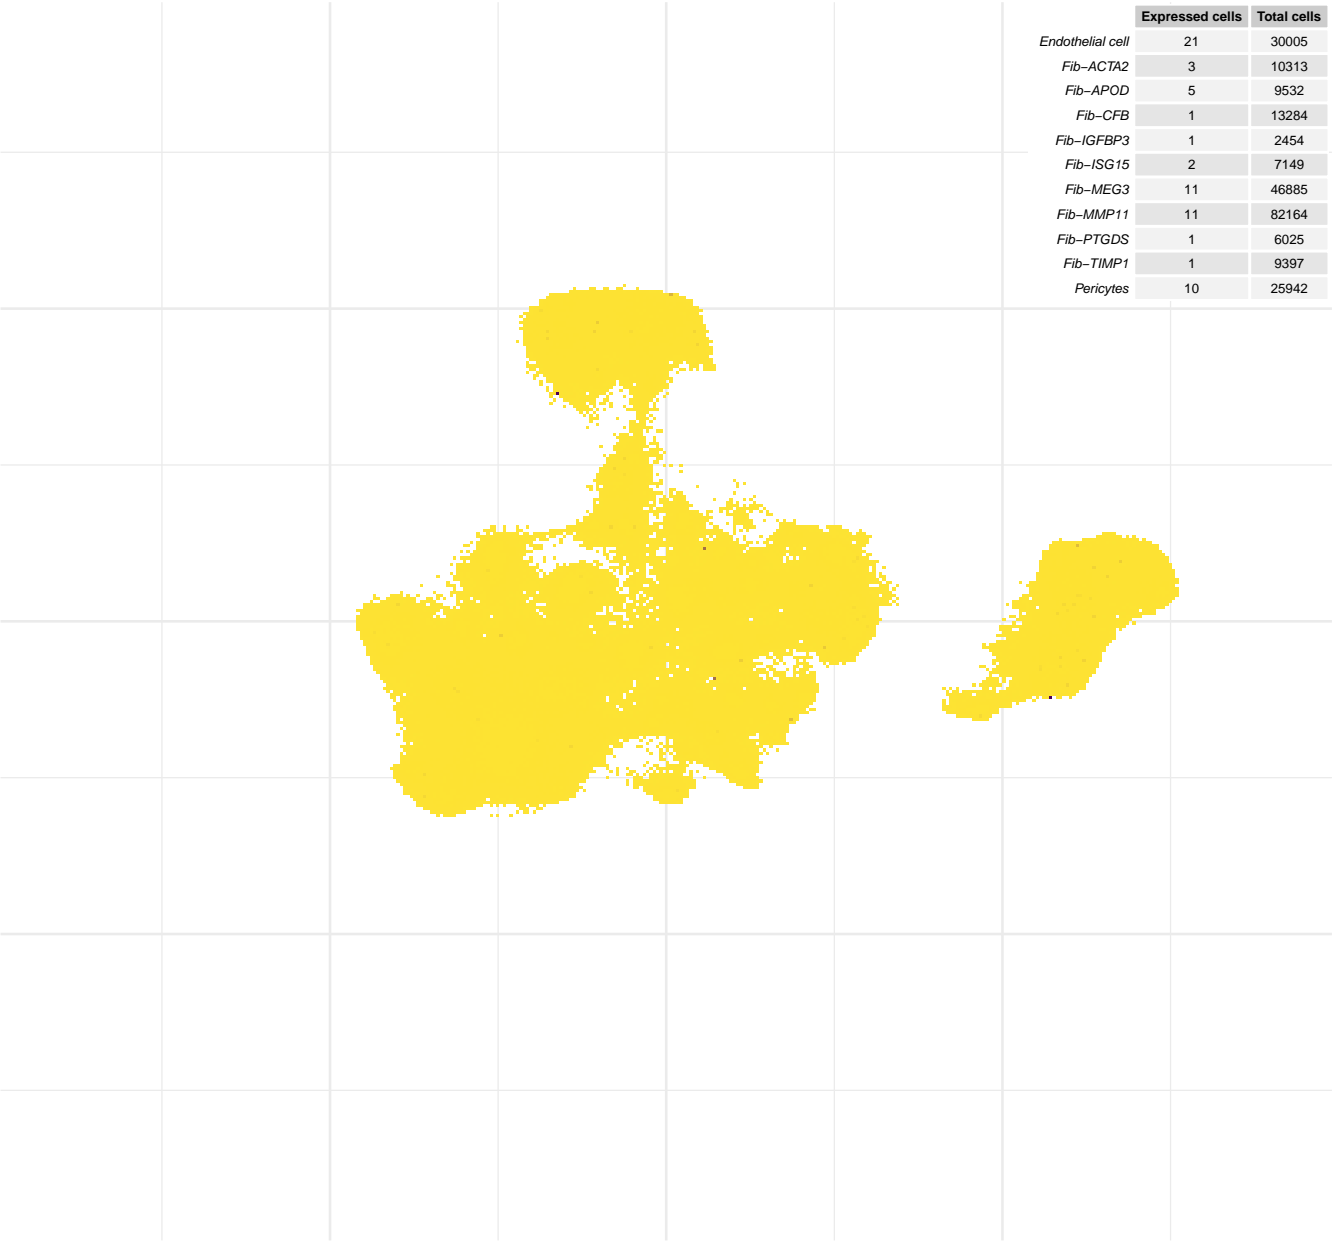 Expressed cells Total cells
Endothelial cell 21 30005
Fib−ACTA2 3 10313
Fib−APOD 5 9532
Fib−CFB 1 13284
Fib−IGFBP3 1 2454
Fib−ISG15 2 7149
Fib−MEG3 11 46885
Fib−MMP11 11 82164
Fib−PTGDS 1 6025
Fib−TIMP1 1 9397
Pericytes 10 25942